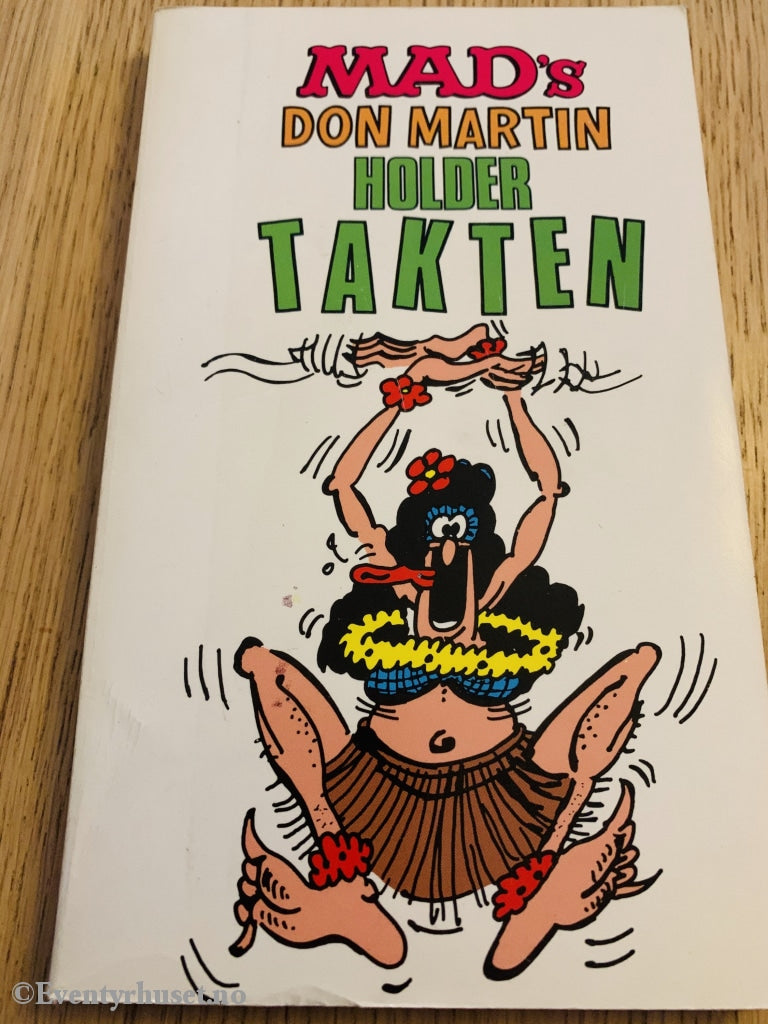 MAD's
DON MARTIN
HOLDER
TAKTEN
©Eventyrhuset.no